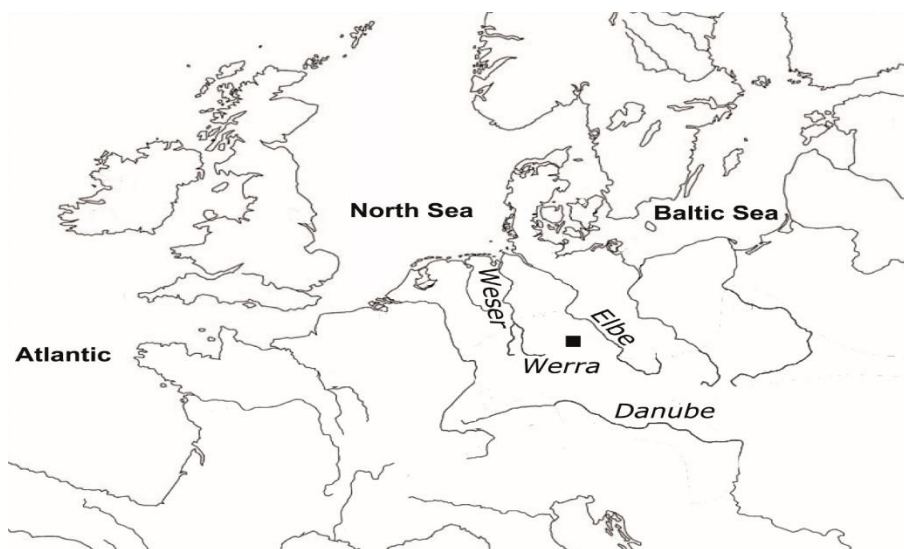 North Sea
Baltic Sea
Weser
Elbe
Atlantic
Werra
Danube